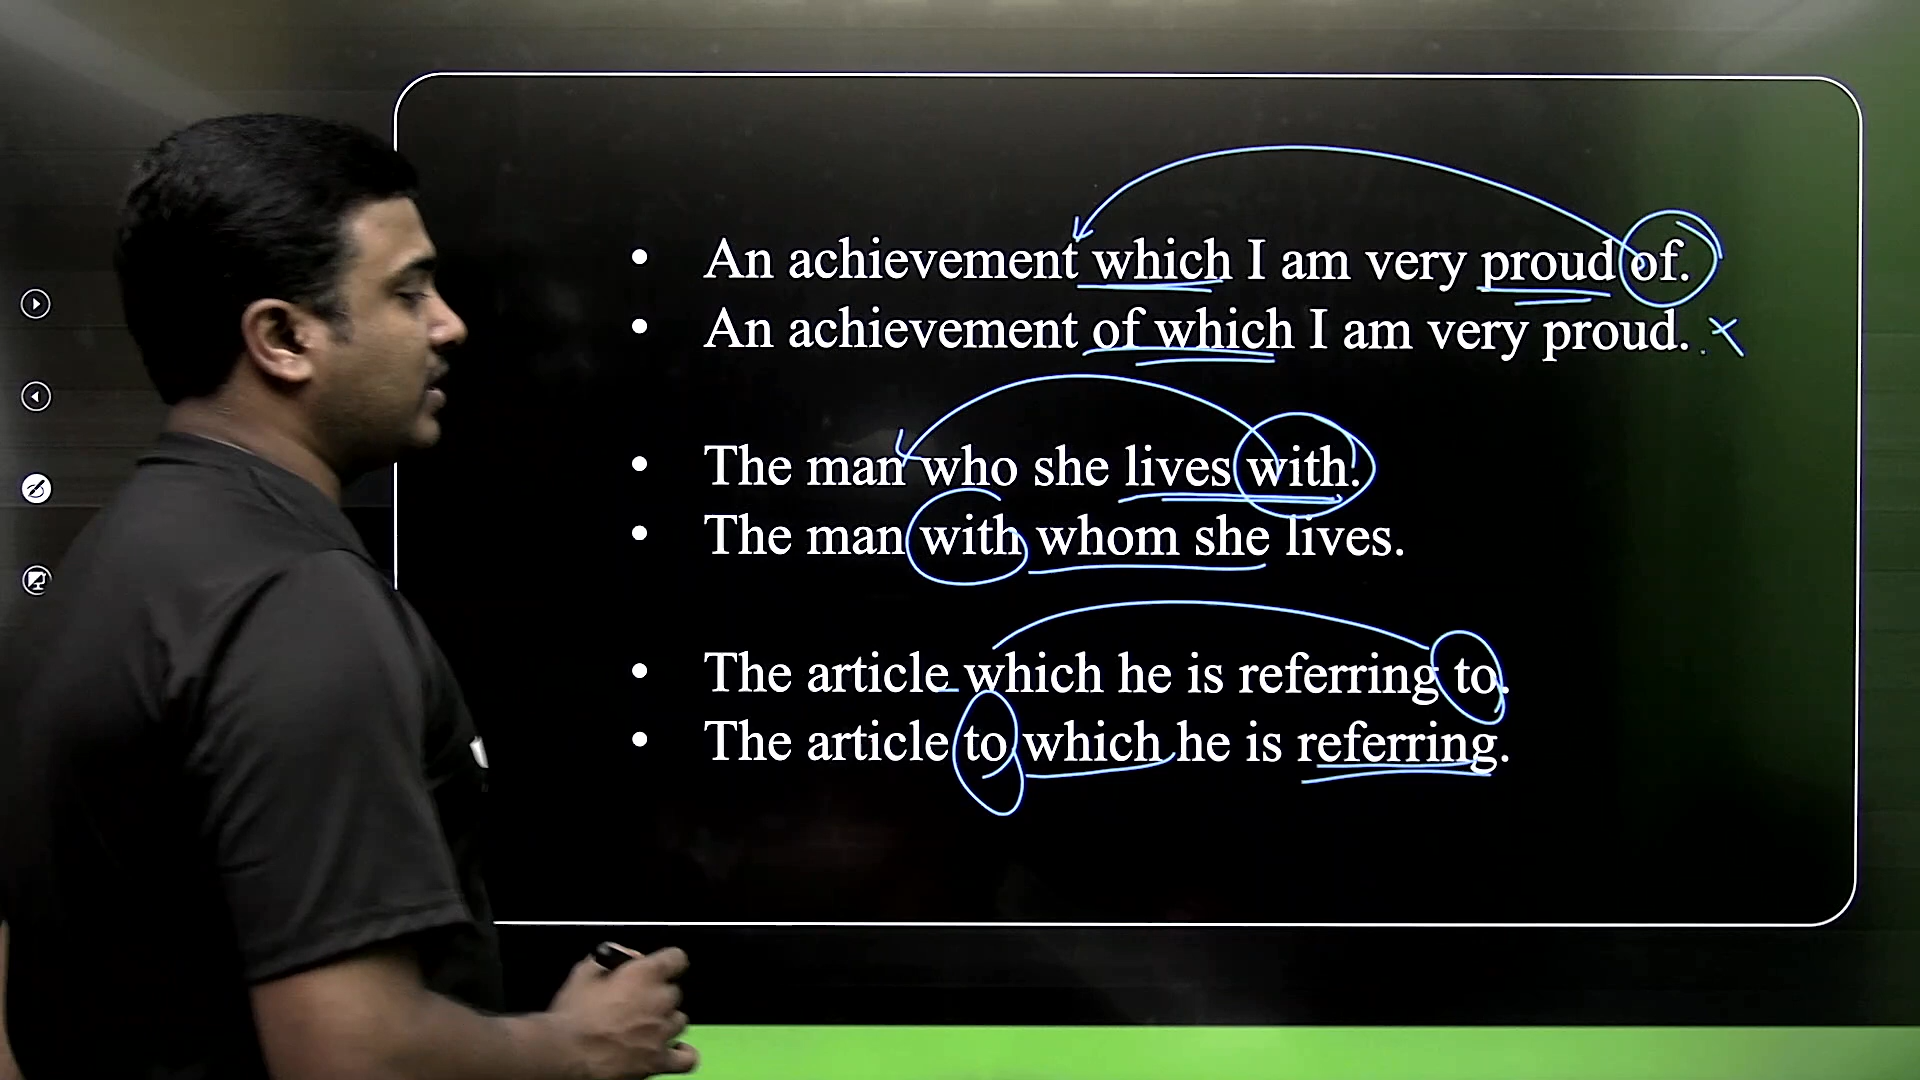 • An achievement which I am very proud of.
• An achievement of which I am very proud. x
• The man who she lives with.
• The man with whom she lives.
• The article which he is referring to.
• The article to which he is referring.